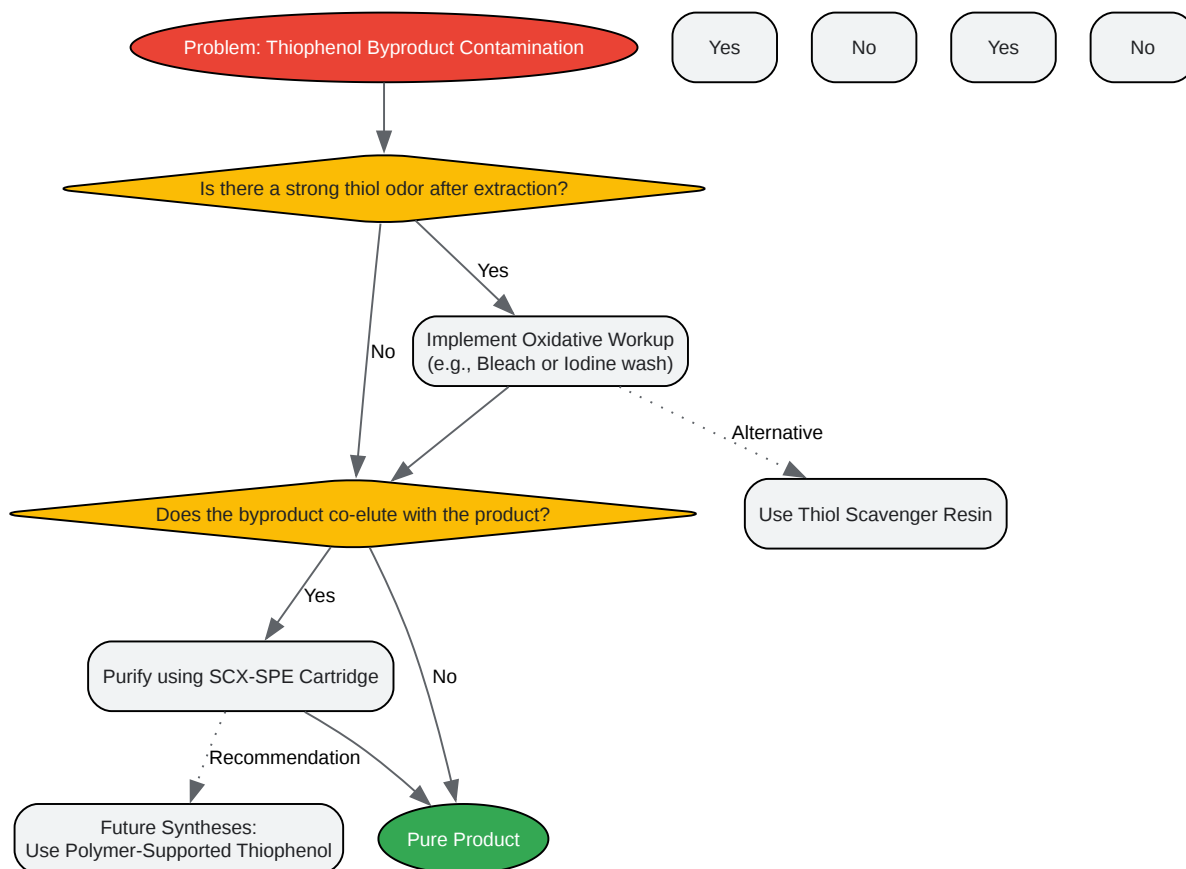 Problem: Thiophenol Byproduct Contamination
Yes
No
Yes
No
Is there a strong thiol odor after extraction?
Yes
No
Implement Oxidative Workup
(e.g., Bleach or Iodine wash)
Alternative
Does the byproduct co-elute with the product?
Use Thiol Scavenger Resin
Yes
Purify using SCX-SPE Cartridge
No
Recommendation
Future Syntheses:
Use Polymer-Supported Thiophenol
Pure Product